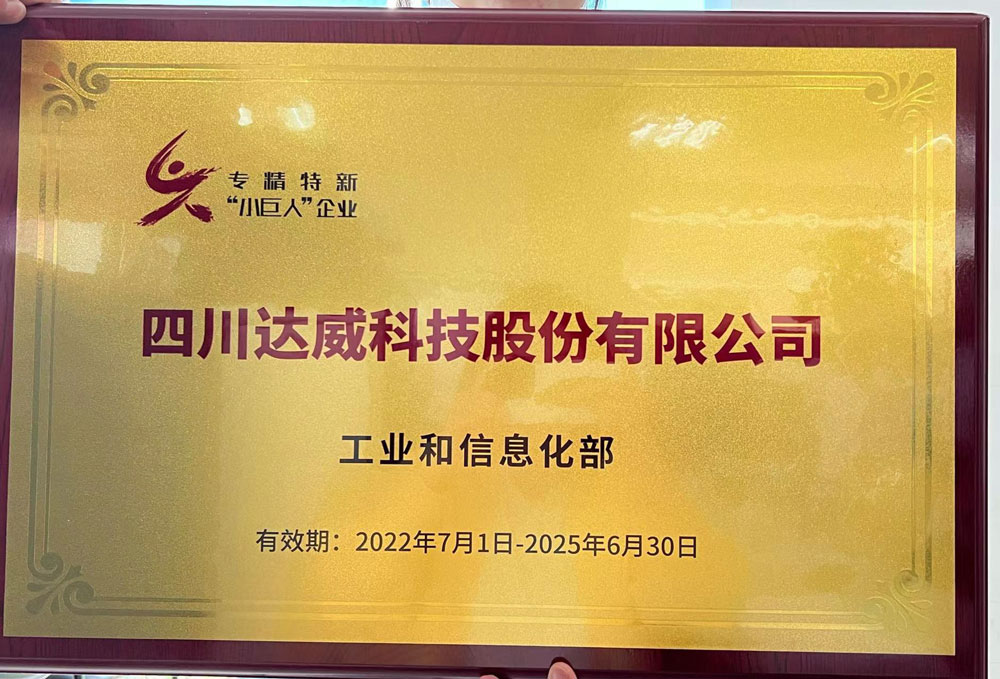 专精特新
“小巨人”企业
四川达威科技股份有限公司
工业和信息化部
有效期：2022年7月1日-2025年6月30日